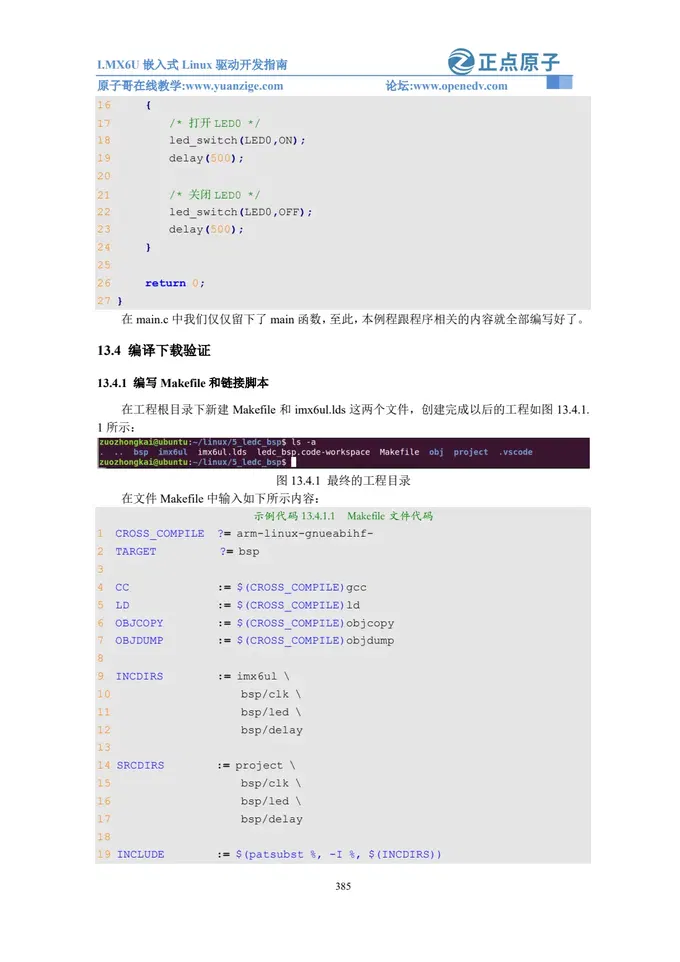 I.MX6U 嵌入式 Linux 驱动开发指南
正点原子
原子哥在线教学:www.yuanzige.com 论坛:www.openedv.com
16 {
17 /* 打开 LED0 */
18 led_switch(LED0,ON);
19 delay(500);
20
21 /* 关闭 LED0 */
22 led_switch(LED0,OFF);
23 delay(500);
24 }
25
26 return 0;
27 }
在 main.c 中我们仅仅留下了 main 函数，至此，本例程跟程序相关的内容就全部编写好了。
13.4 编译下载验证
13.4.1 编写 Makefile 和链接脚本
在工程根目录下新建 Makefile 和 imx6ul.lds 这两个文件，创建完成以后的工程如图 13.4.1.
1 所示：
zuozhongkai@ubuntu:~/linux/5_ledc_bsp$ ls -a
. .. bsp imx6ul imx6ul.lds ledc_bsp.code-workspace Makefile obj project .vscode
zuozhongkai@ubuntu:~/linux/5_ledc_bsp$
图 13.4.1 最终的工程目录
在文件 Makefile 中输入如下所示内容：
示例代码 13.4.1.1 Makefile 文件代码
1 CROSS_COMPILE ?= arm-linux-gnueabihf-
2 TARGET ?= bsp
3
4 CC := $(CROSS_COMPILE)gcc
5 LD := $(CROSS_COMPILE)ld
6 OBJCOPY := $(CROSS_COMPILE)objcopy
7 OBJDUMP := $(CROSS_COMPILE)objdump
8
9 INCDIRS := imx6ul \
10 bsp/clk \
11 bsp/led \
12 bsp/delay
13
14 SRCDIRS := project \
15 bsp/clk \
16 bsp/led \
17 bsp/delay
18
19 INCLUDE := $(patsubst %, -I %, $(INCDIRS))
385